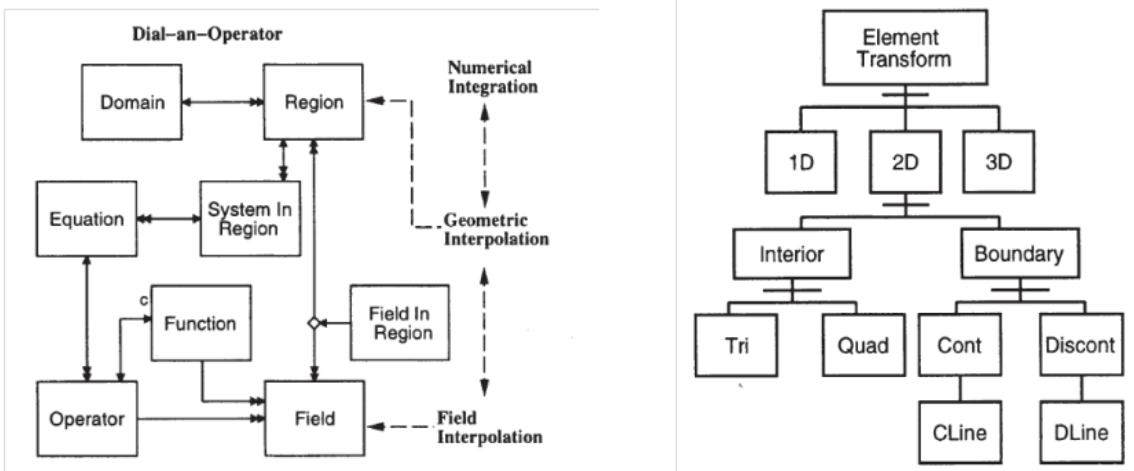 Dial-an-Operator
Domain
Region
Numerical
Integration
Equation
System In
Region
Geometric
Interpolation
c
Function
Field In
Region
Operator
Field
Field
Interpolation
Element
Transform
1D
2D
3D
Interior
Boundary
Tri
Quad
Cont
Discont
CLine
DLine